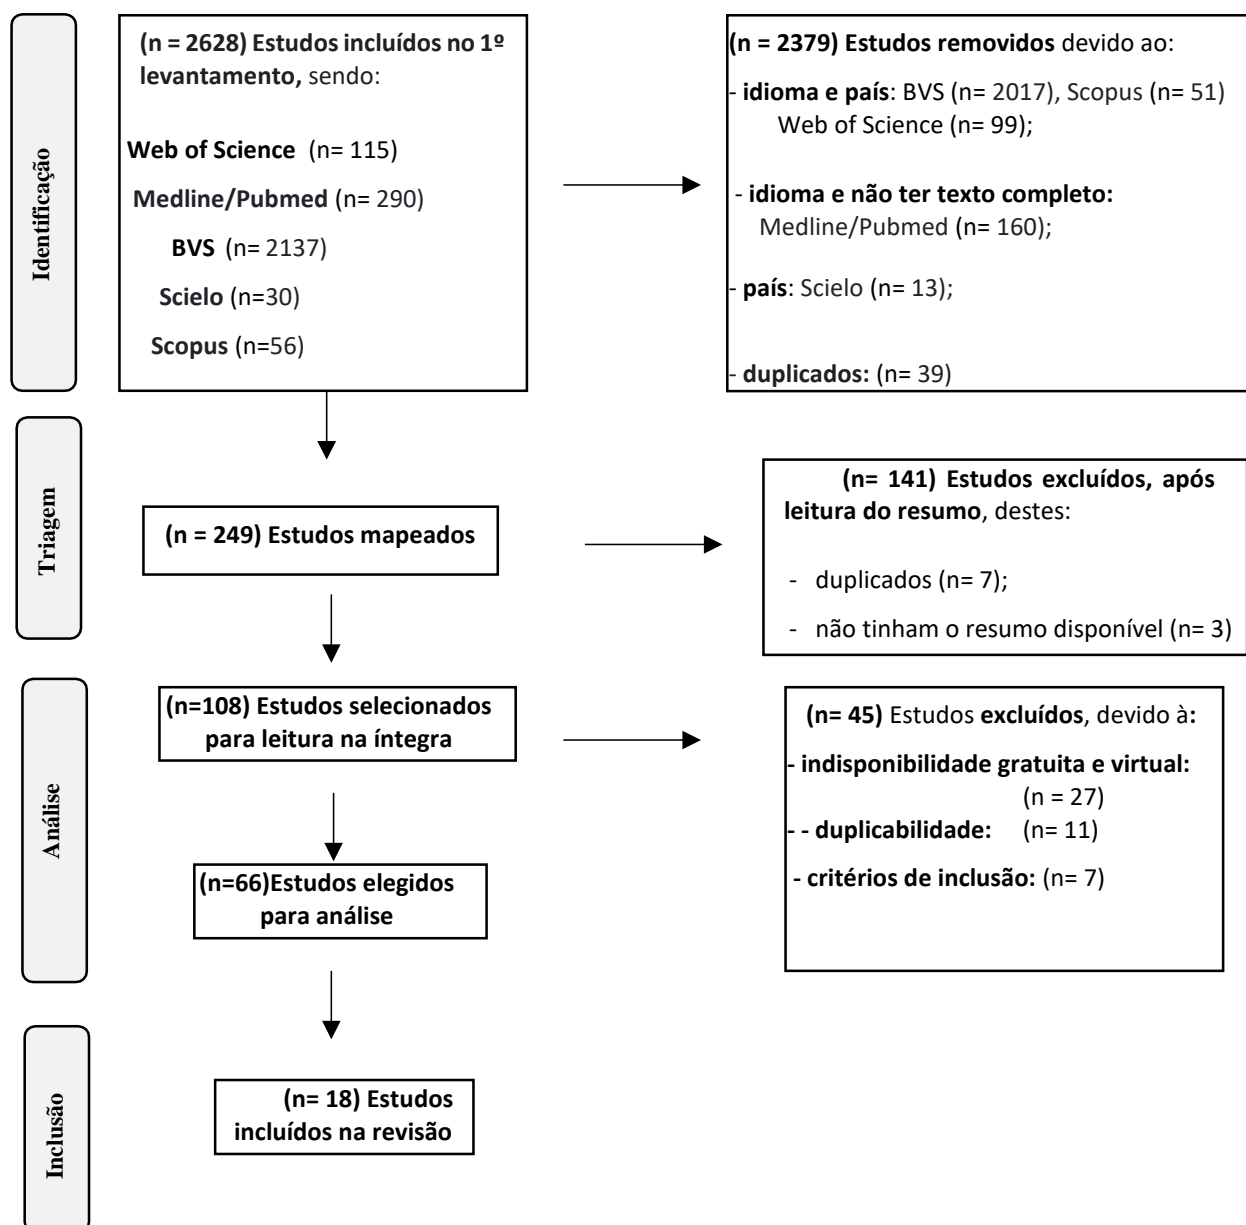 Identificação
(n = 2628) Estudos incluídos no 1º
levantamento, sendo:
Web of Science (n= 115)
Medline/Pubmed (n= 290)
BVS (n= 2137)
Scielo (n=30)
Scopus (n=56)
(n = 2379) Estudos removidos devido ao:
- idioma e país: BVS (n= 2017), Scopus (n= 51)
Web of Science (n= 99);
- idioma e não ter texto completo:
Medline/Pubmed (n= 160);
- país: Scielo (n= 13);
- duplicados: (n= 39)
Triagem
(n = 249) Estudos mapeados
(n= 141) Estudos excluídos, após
leitura do resumo, destes:
- duplicados (n= 7);
- não tinham o resumo disponível (n= 3)
Análise
(n=108) Estudos selecionados
para leitura na íntegra
(n= 45) Estudos excluídos, devido à:
- indisponibilidade gratuita e virtual:
(n = 27)
- - duplicabilidade: (n= 11)
- critérios de inclusão: (n= 7)
(n=66)Estudos elegidos
para análise
Inclusão
(n= 18) Estudos
incluídos na revisão